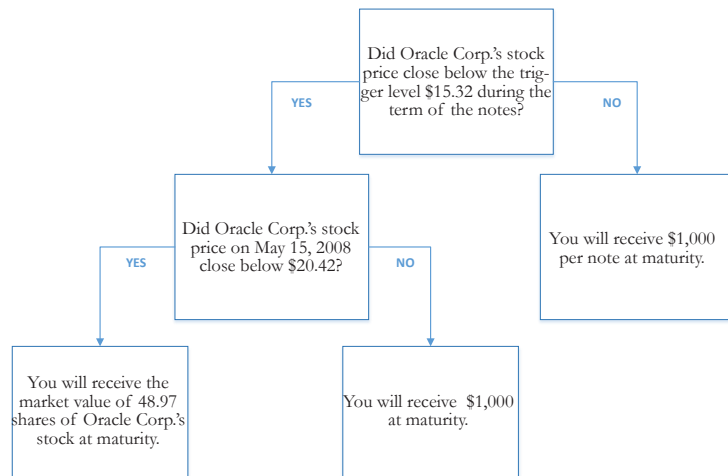 Did Oracle Corp.'s stock
price close below the trig-
ger level $15.32 during the
term of the notes?
YES
NO
Did Oracle Corp.'s stock
price on May 15, 2008
close below $20.42?
You will receive $1,000
per note at maturity.
YES
NO
You will receive the
market value of 48.97
shares of Oracle Corp.'s
stock at maturity.
You will receive $1,000
at maturity.